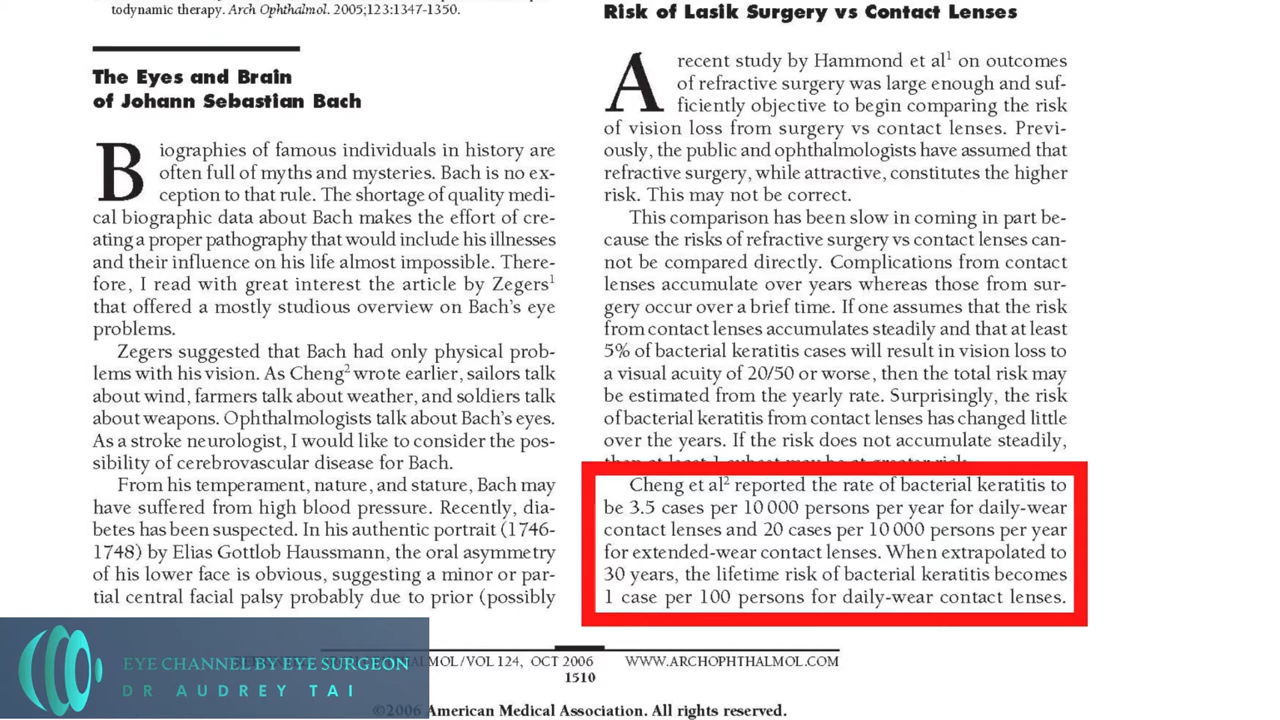 todynamic therapy. Arch Ophthalmol. 2005;123:1347-1350.
The Eyes and Brain
of Johann Sebastian Bach
Biographies of famous individuals in history are
often full of myths and mysteries. Bach is no ex-
ception to that rule. The shortage of quality medi-
cal biographic data about Bach makes the effort of cre-
ating a proper pathography that would include his illnesses
and their influence on his life almost impossible. There-
fore, I read with great interest the article by Zegers1
that offered a mostly studious overview on Bach's eye
problems.
Zegers suggested that Bach had only physical prob-
lems with his vision. As Cheng2 wrote earlier, sailors talk
about wind, farmers talk about weather, and soldiers talk
about weapons. Ophthalmologists talk about Bach's eyes.
As a stroke neurologist, I would like to consider the pos-
sibility of cerebrovascular disease for Bach.
From his temperament, nature, and stature, Bach may
have suffered from high blood pressure. Recently, dia-
betes has been suspected. In his authentic portrait (1746-
1748) by Elias Gottlob Haussmann, the oral asymmetry
of his lower face is obvious, suggesting a minor or par-
tial central facial palsy probably due to prior (possibly
Risk of Lasik Surgery vs Contact Lenses
A recent study by Hammond et al1 on outcomes
of refractive surgery was large enough and suf-
ficiently objective to begin comparing the risk
of vision loss from surgery vs contact lenses. Previ-
ously, the public and ophthalmologists have assumed that
refractive surgery, while attractive, constitutes the higher
risk. This may not be correct.
This comparison has been slow in coming in part be-
cause the risks of refractive surgery vs contact lenses can-
not be compared directly. Complications from contact
lenses accumulate over years whereas those from sur-
gery occur over a brief time. If one assumes that the risk
from contact lenses accumulates steadily and that at least
5% of bacterial keratitis cases will result in vision loss to
a visual acuity of 20/50 or worse, then the total risk may
be estimated from the yearly rate. Surprisingly, the risk
of bacterial keratitis from contact lenses has changed little
over the years. If the risk does not accumulate steadily,
then at least 1 subset may be at greater risk.
Cheng et al2 reported the rate of bacterial keratitis to
be 3.5 cases per 10 000 persons per year for daily-wear
contact lenses and 20 cases per 10 000 persons per year
for extended-wear contact lenses. When extrapolated to
30 years, the lifetime risk of bacterial keratitis becomes
1 case per 100 persons for daily-wear contact lenses.
EYE CHANNEL BY EYE SURGEON
DR AUDREY TAI
VOL 124, OCT 2006 WWW.ARCHOPHTHALMOL.COM
1510
©2006 American Medical Association. All rights reserved.